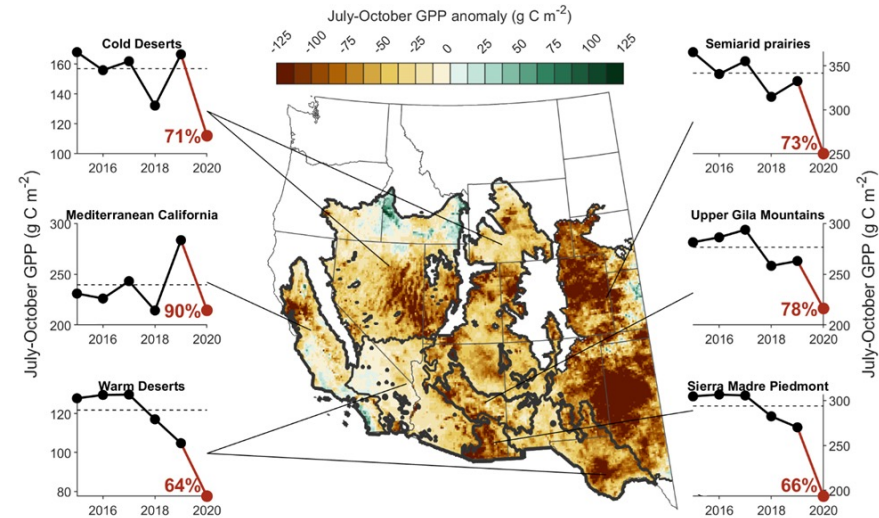 July-October GPP anomaly (g C m-2)
-125 -100 -75 -50 -25 0 25 50 75 100 125
Cold Deserts
160
140
120
100
71%
2016 2018 2020
Semiarid prairies
350
300
250
73%
2016 2018 2020
July-October GPP (g C m-2)
Mediterranean California
300
250
200
90%
2016 2018 2020
Upper Gila Mountains
300
250
200
78%
2016 2018 2020
July-October GPP (g C m-2)
Warm Deserts
120
100
80
64%
2016 2018 2020
Sierra Madre Piedmont
300
250
200
66%
2016 2018 2020